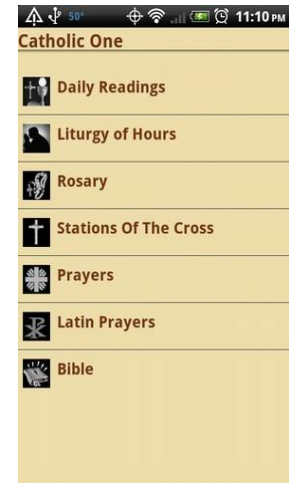 50° 11:10 PM
Catholic One
Daily Readings
Liturgy of Hours
Rosary
Stations Of The Cross
Prayers
Latin Prayers
Bible